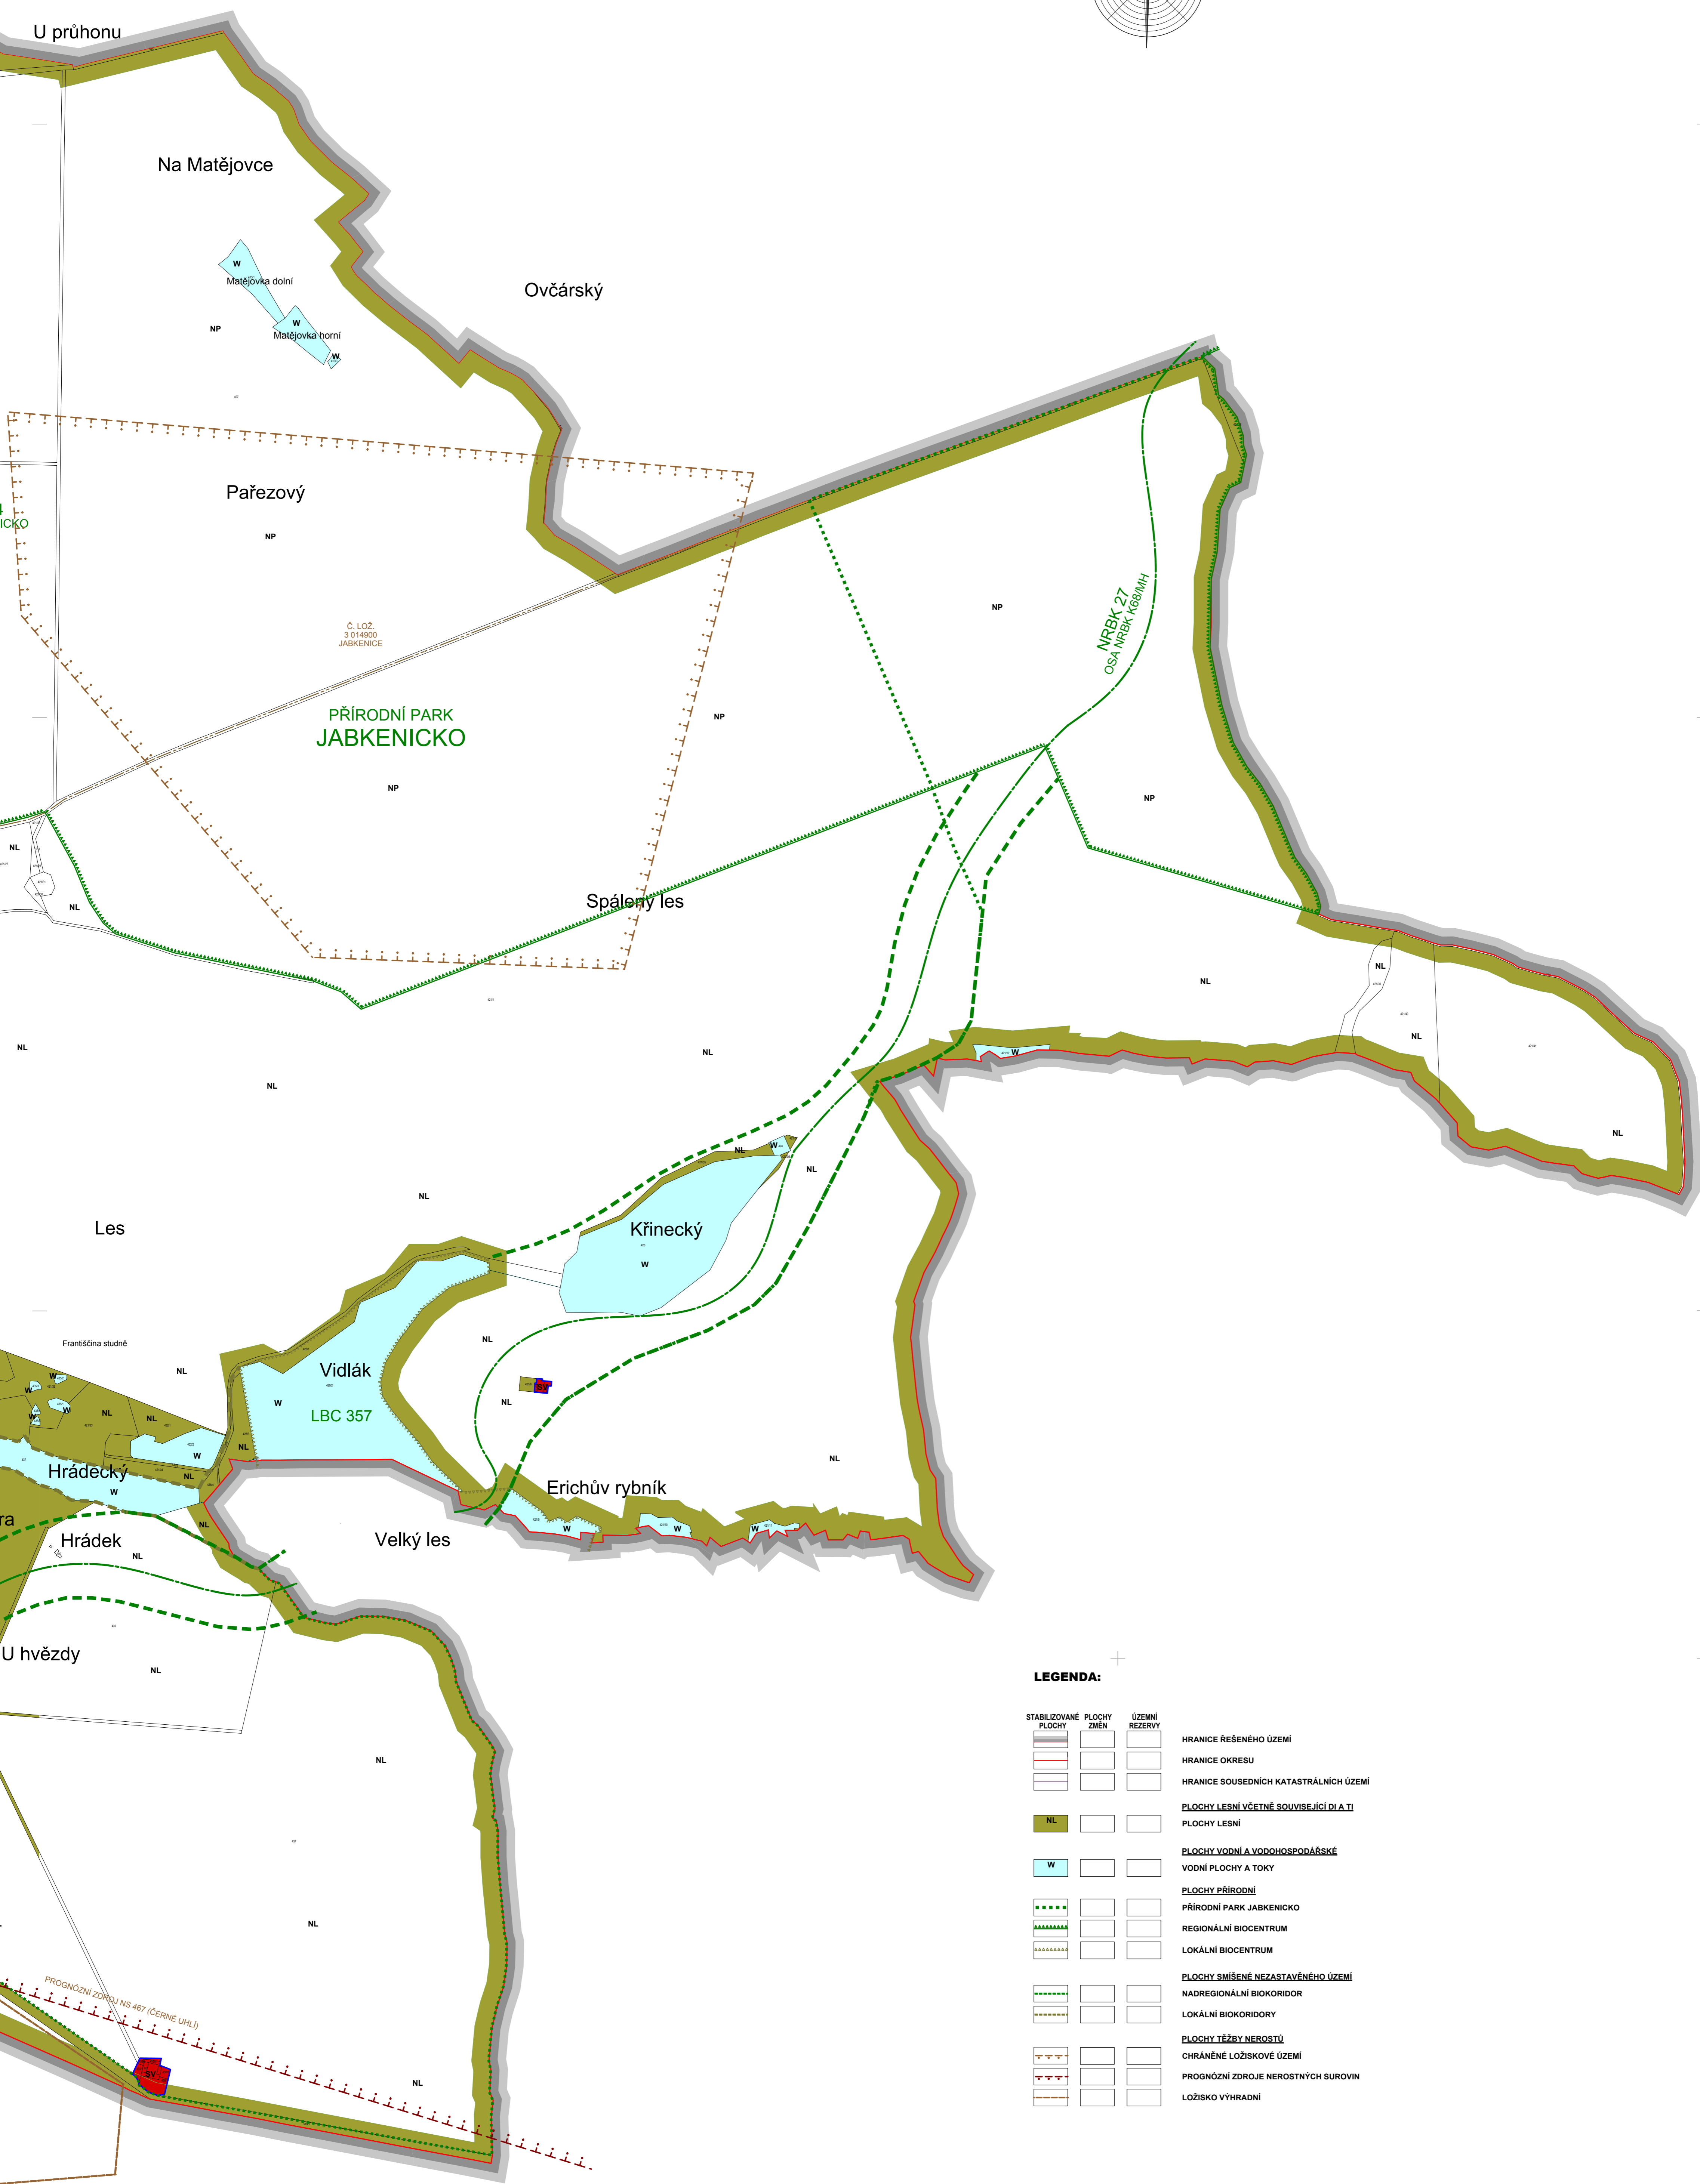 U průhonu
Na Matějovce
W
Matějovka dolní
Ovčárský
W
NP
Matějovka horní
W
Pařezový
4
ICKO
NP
NRBK 27
OSA NRBK K68/MH
NP
Č. LOŽ.
3 014900
JABKENICE
PŘÍRODNÍ PARK
JABKENICKO
NP
NP
NP
NL
NL
Spálený les
NL
NL
NL
NL
NL
W
NL
NL
W
NL
NL
NL
Les
Křinecký
W
Františčina studně
NL
NL
Vidlák
W
W
W
W
SV
NL
W
LBC 357
NL
NL
NL
W
NL
Hrádecký
NL
W
NL
Erichův rybník
ra
NL
W
W
W
Hrádek
Velký les
NL
U hvězdy
NL
NL
NL
PROGNÓZNÍ ZDROJ NS 467 (ČERNÉ UHLÍ)
SV
NL
LEGENDA:
STABILIZOVANÉ PLOCHY
PLOCHY ZMĚN
ÚZEMNÍ REZERVY
HRANICE ŘEŠENÉHO ÚZEMÍ
HRANICE OKRESU
HRANICE SOUSEDNÍCH KATASTRÁLNÍCH ÚZEMÍ
PLOCHY LESNÍ VČETNĚ SOUVISEJÍCÍ DI A TI
NL PLOCHY LESNÍ
PLOCHY VODNÍ A VODOHOSPODÁŘSKÉ
W VODNÍ PLOCHY A TOKY
PLOCHY PŘÍRODNÍ
PŘÍRODNÍ PARK JABKENICKO
REGIONÁLNÍ BIOCENTRUM
LOKÁLNÍ BIOCENTRUM
PLOCHY SMÍŠENÉ NEZASTAVĚNÉHO ÚZEMÍ
NADREGIONÁLNÍ BIOKORIDOR
LOKÁLNÍ BIOKORIDORY
PLOCHY TĚŽBY NEROSTŮ
CHRÁNĚNÉ LOŽISKOVÉ ÚZEMÍ
PROGNÓZNÍ ZDROJE NEROSTNÝCH SUROVIN
LOŽISKO VÝHRADNÍ